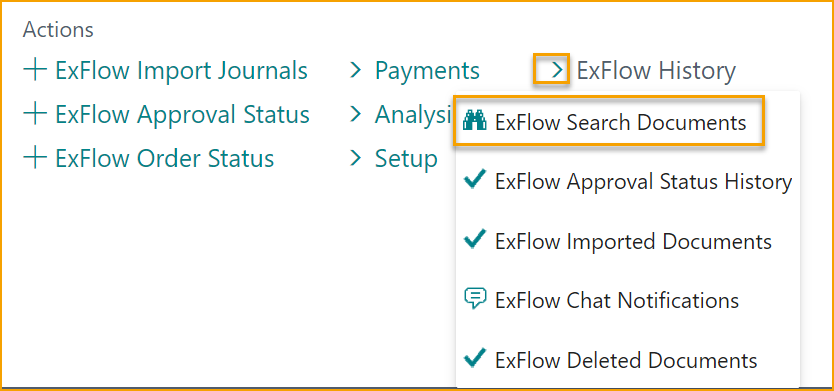 Actions
ExFlow Import Journals
Payments
ExFlow History
ExFlow Approval Status
Analysi
ExFlow Order Status
Setup
ExFlow Search Documents
ExFlow Approval Status History
ExFlow Imported Documents
ExFlow Chat Notifications
ExFlow Deleted Documents